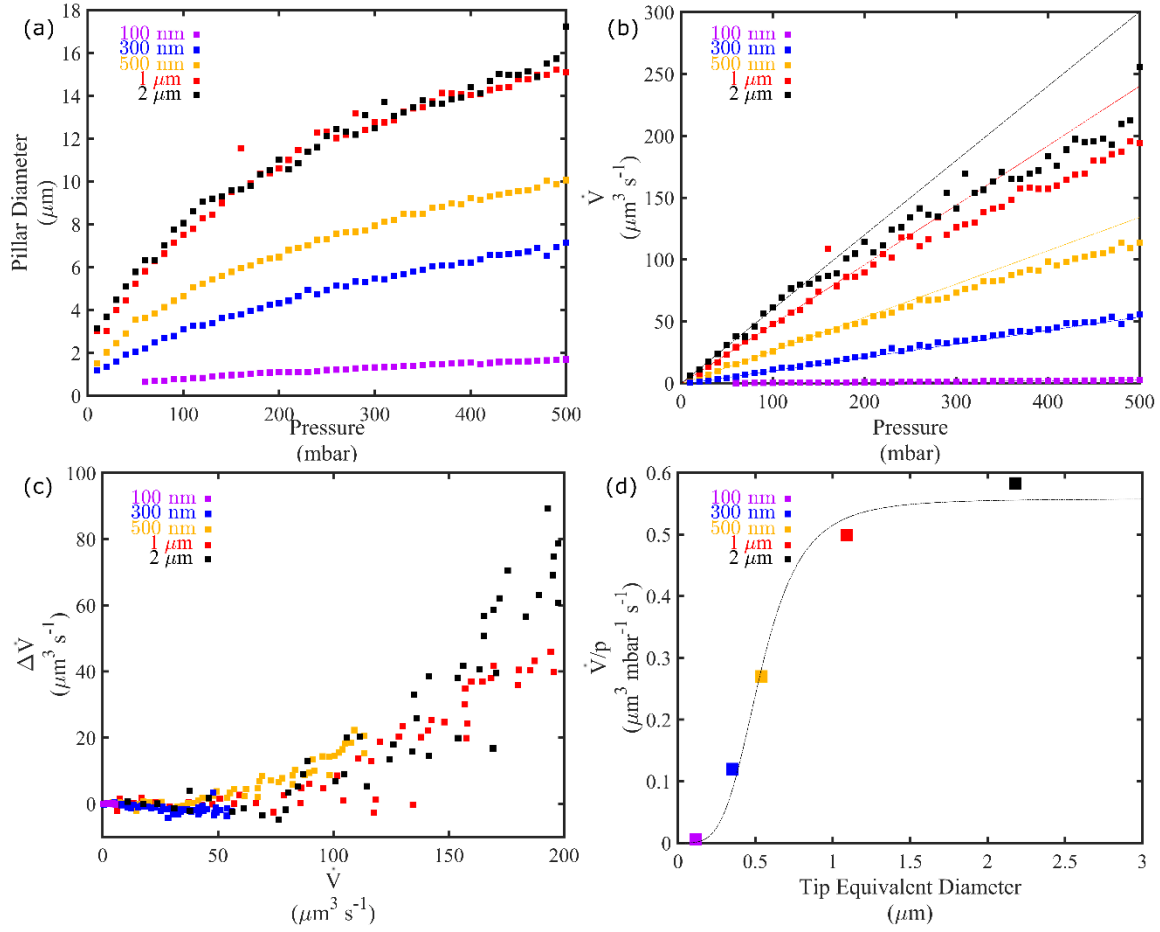 (a)
100 nm
300 nm
500 nm
1 μm
2 μm
18
16
14
12
10
8
6
4
2
0
Pillar Diameter
(μm)
0
100
200
300
400
500
Pressure
(mbar)
(b)
100 nm
300 nm
500 nm
1 μm
2 μm
300
250
200
150
100
50
0
V̇
(μm³ s⁻¹)
0
100
200
300
400
500
Pressure
(mbar)
(c)
100 nm
300 nm
500 nm
1 μm
2 μm
100
80
60
40
20
0
ΔV̇
(μm³ s⁻¹)
0
50
100
150
200
V̇
(μm³ s⁻¹)
(d)
100 nm
300 nm
500 nm
1 μm
2 μm
0.6
0.5
0.4
0.3
0.2
0.1
0
V̇/p
(μm³ mbar⁻¹ s⁻¹)
0
0.5
1
1.5
2
2.5
3
Tip Equivalent Diameter
(μm)